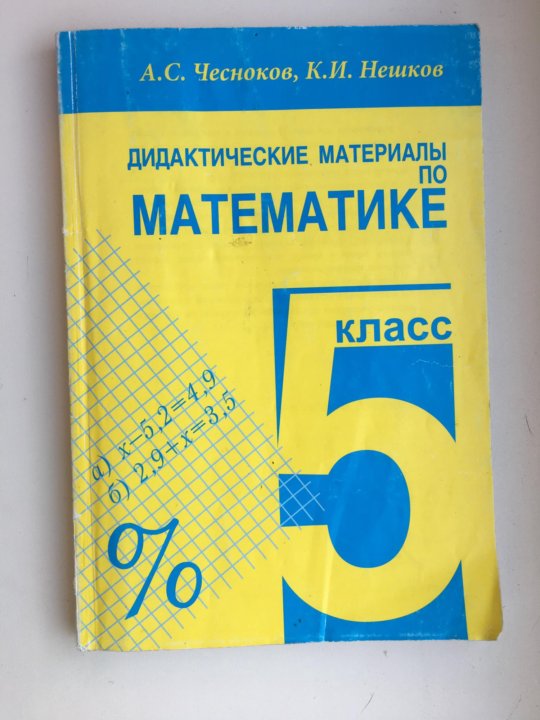 А.С. Чесноков, К.И. Нешков
ДИДАКТИЧЕСКИЕ МАТЕРИАЛЫ
ПО
МАТЕМАТИКЕ
5
класс
а) x−5,2=4,9
б) 2,9+x=3,5
%